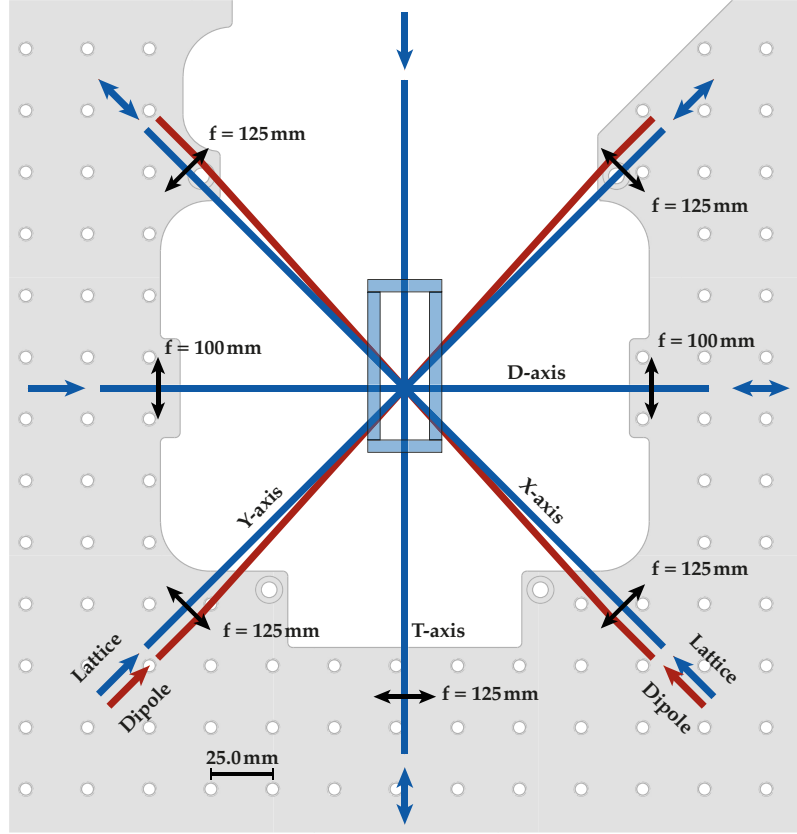 f = 125 mm
f = 125 mm
f = 100 mm
f = 100 mm
D-axis
Y-axis
X-axis
f = 125 mm
f = 125 mm
T-axis
Lattice
Lattice
Dipole
Dipole
f = 125 mm
25.0 mm